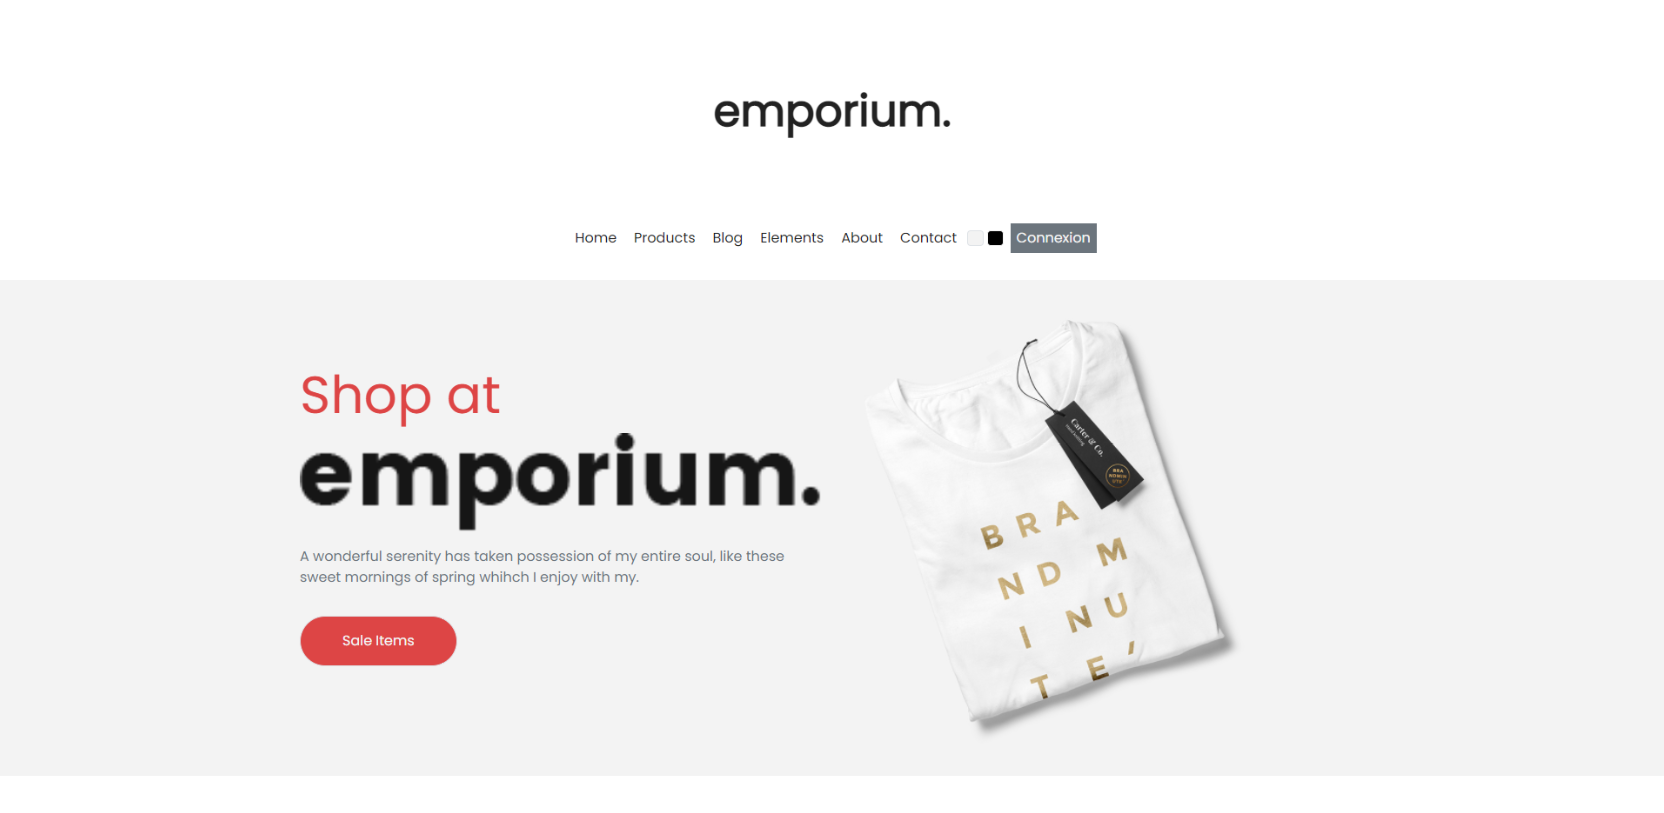 emporium.
Home Products Blog Elements About Contact Connexion
Shop at
emporium.
A wonderful serenity has taken possession of my entire soul, like these
sweet mornings of spring whihch I enjoy with my.
Sale Items
Carter & Co.
BRA
ND M
I NU
T E'